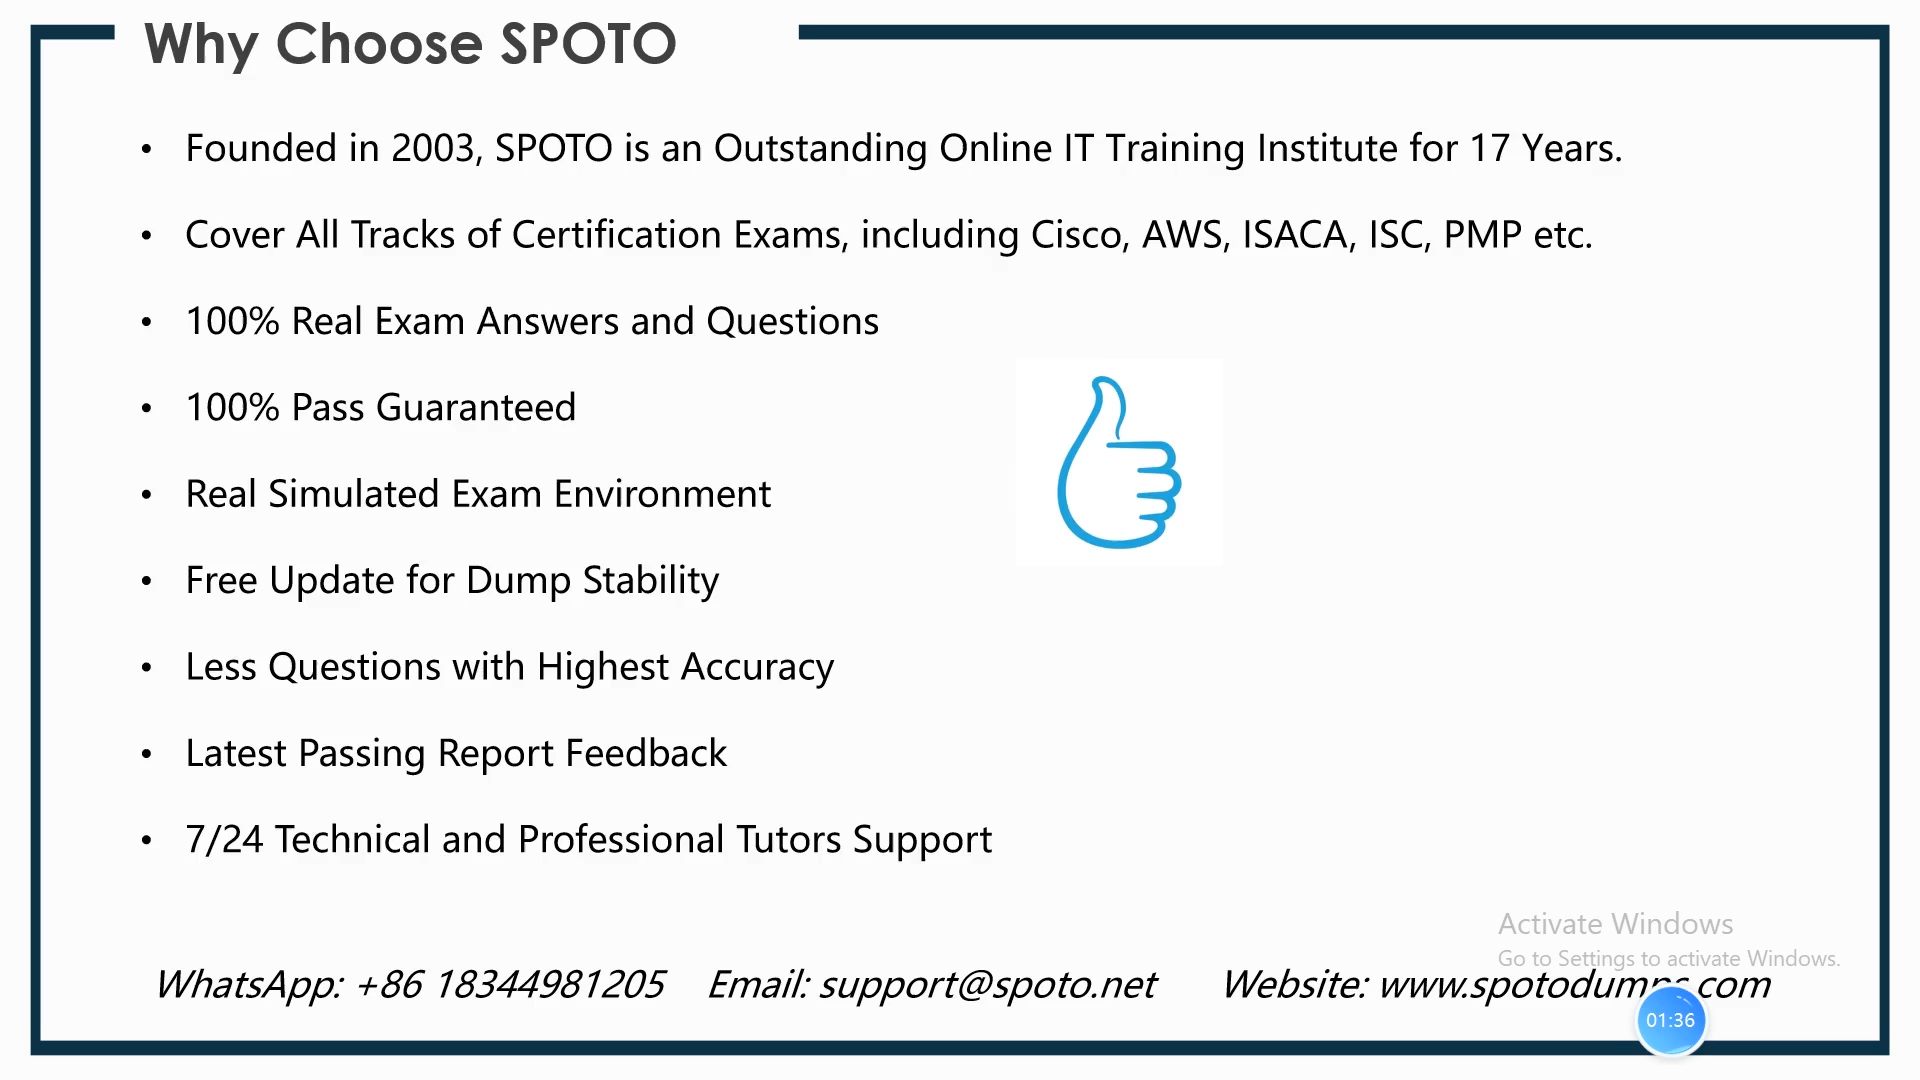 Why Choose SPOTO
• Founded in 2003, SPOTO is an Outstanding Online IT Training Institute for 17 Years.
• Cover All Tracks of Certification Exams, including Cisco, AWS, ISACA, ISC, PMP etc.
• 100% Real Exam Answers and Questions
• 100% Pass Guaranteed
• Real Simulated Exam Environment
• Free Update for Dump Stability
• Less Questions with Highest Accuracy
• Latest Passing Report Feedback
• 7/24 Technical and Professional Tutors Support
Activate Windows
Go to Settings to activate Windows.
WhatsApp: +86 18344981205 Email: support@spoto.net Website: www.spotodumps.com
01:36